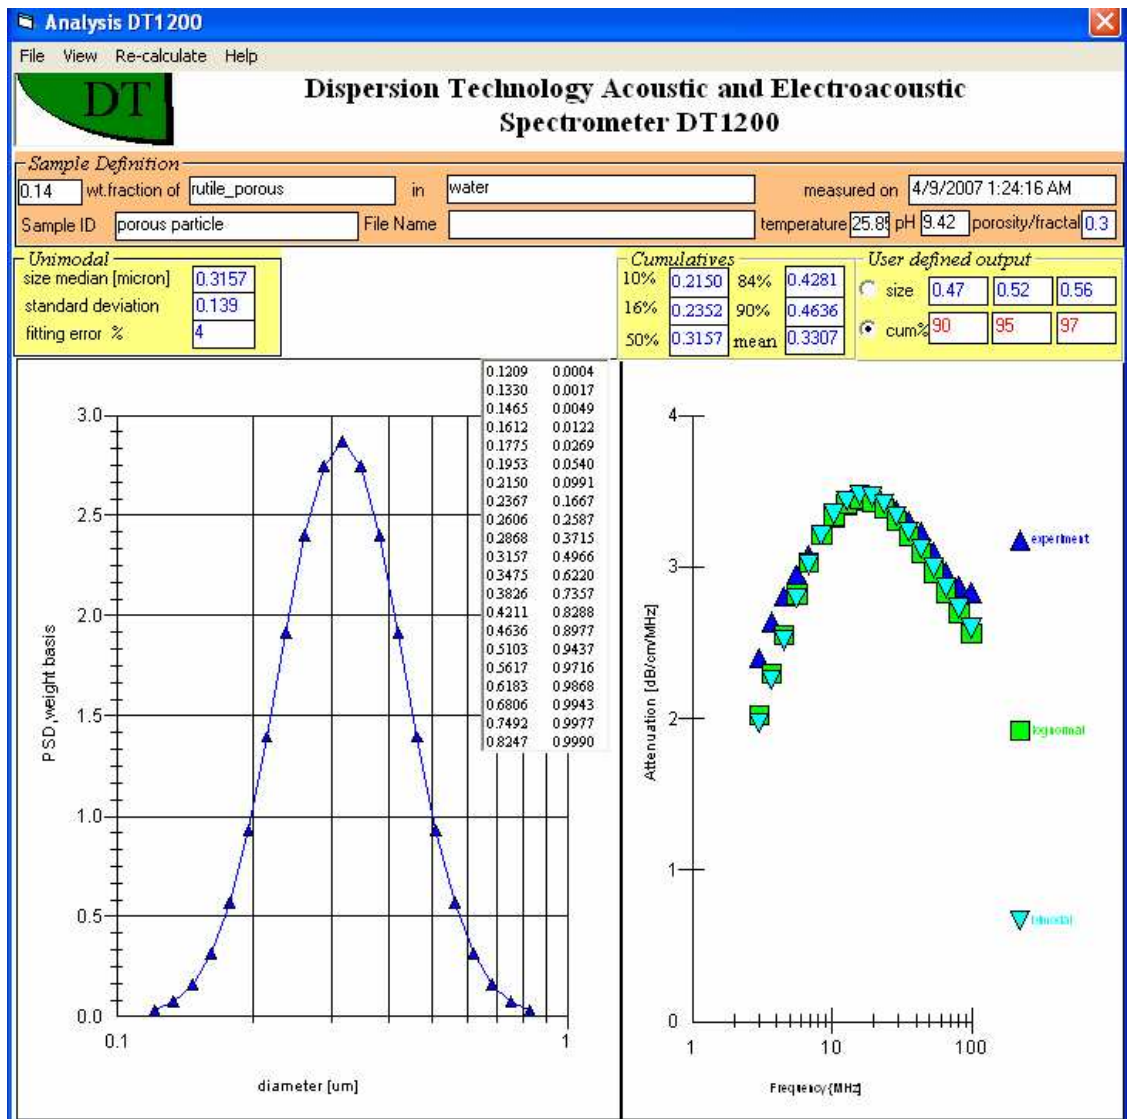 Analysis DT1200
File View Re-calculate Help
DT
Dispersion Technology Acoustic and Electroacoustic
Spectrometer DT1200
Sample Definition
0.14 wt.fraction of rutile_porous in water measured on 4/9/2007 1:24:16 AM
Sample ID porous particle File Name temperature 25.85 pH 9.42 porosity/fractal 0.3
Unimodal
size median [micron] 0.3157
standard deviation 0.139
fitting error % 4
Cumulatives
10% 0.2150 84% 0.4281
16% 0.2352 90% 0.4636
50% 0.3157 mean 0.3307
User defined output
size 0.47 0.52 0.56
cum% 90 95 97
0.1209 0.0004
0.1330 0.0017
0.1465 0.0049
0.1612 0.0122
0.1775 0.0269
0.1953 0.0540
0.2150 0.0991
0.2367 0.1667
0.2606 0.2587
0.2868 0.3715
0.3157 0.4966
0.3475 0.6220
0.3826 0.7357
0.4211 0.8288
0.4636 0.8977
0.5103 0.9437
0.5617 0.9716
0.6183 0.9868
0.6806 0.9943
0.7492 0.9977
0.8247 0.9990
PSD,weight basis
3.0
2.5
2.0
1.5
1.0
0.5
0.0
0.1 1
diameter [um]
Attenuation [dB/cm/MHz]
4
3
2
1
0
1 10 100
Frequency[MHz]
experiment
lognormal
bimodal